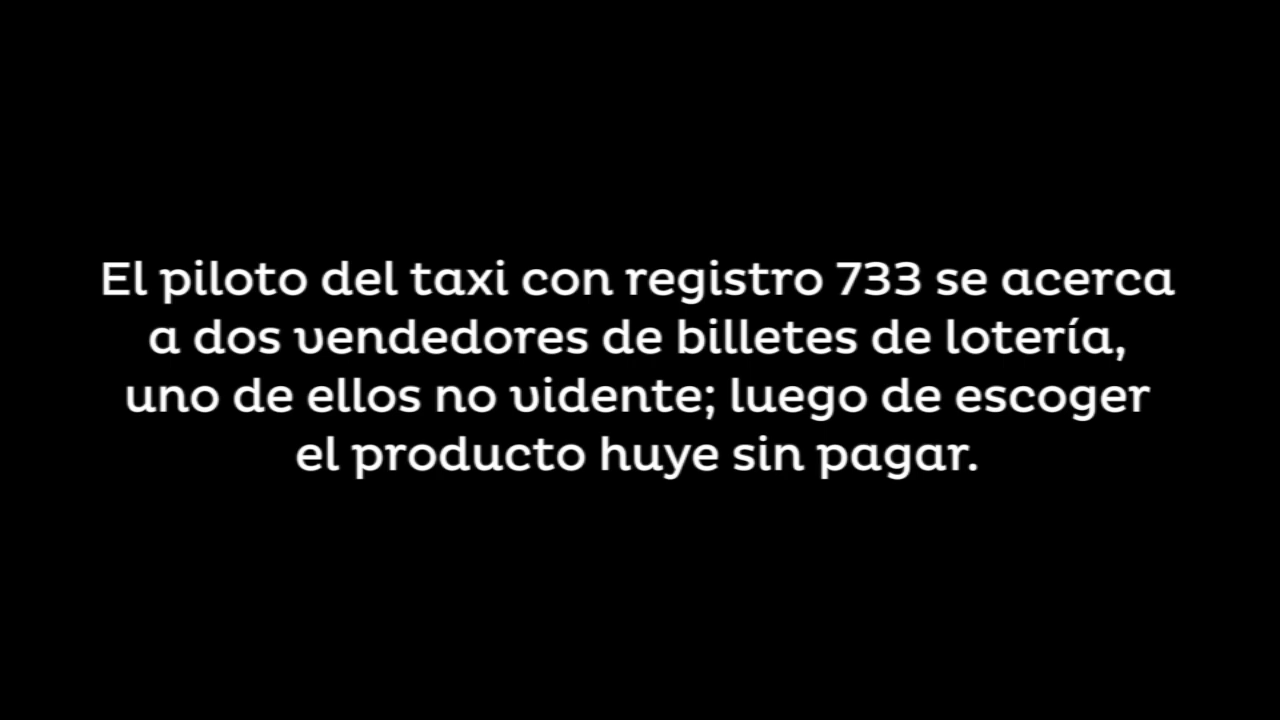 El piloto del taxi con registro 733 se acerca
a dos vendedores de billetes de lotería,
uno de ellos no vidente; luego de escoger
el producto huye sin pagar.